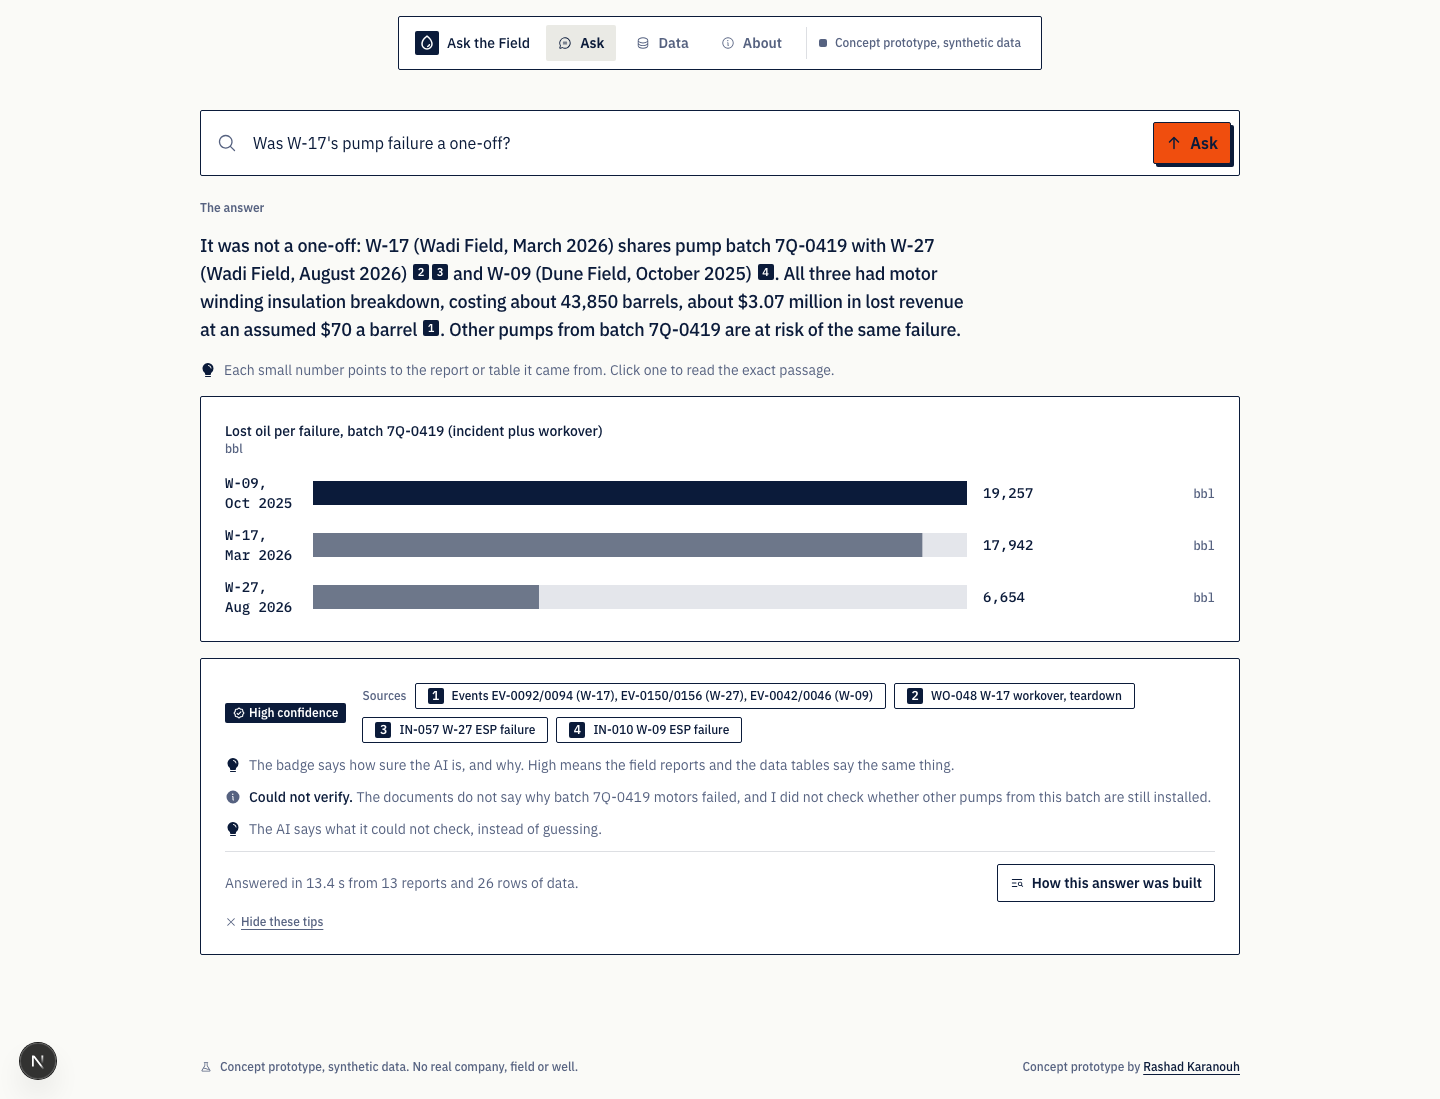 Ask the Field
Ask
Data
About
Concept prototype, synthetic data
Was W-17's pump failure a one-off?
Ask
The answer
It was not a one-off: W-17 (Wadi Field, March 2026) shares pump batch 7Q-0419 with W-27
(Wadi Field, August 2026) 2 3 and W-09 (Dune Field, October 2025) 4. All three had motor
winding insulation breakdown, costing about 43,850 barrels, about $3.07 million in lost revenue
at an assumed $70 a barrel 1. Other pumps from batch 7Q-0419 are at risk of the same failure.
Each small number points to the report or table it came from. Click one to read the exact passage.
Lost oil per failure, batch 7Q-0419 (incident plus workover)
bbl
W-09,
Oct 2025
19,257
bbl
W-17,
Mar 2026
17,942
bbl
W-27,
Aug 2026
6,654
bbl
High confidence
Sources
1 Events EV-0092/0094 (W-17), EV-0150/0156 (W-27), EV-0042/0046 (W-09)
2 WO-048 W-17 workover, teardown
3 IN-057 W-27 ESP failure
4 IN-010 W-09 ESP failure
The badge says how sure the AI is, and why. High means the field reports and the data tables say the same thing.
Could not verify. The documents do not say why batch 7Q-0419 motors failed, and I did not check whether other pumps from this batch are still installed.
The AI says what it could not check, instead of guessing.
Answered in 13.4 s from 13 reports and 26 rows of data.
How this answer was built
Hide these tips
N
Concept prototype, synthetic data. No real company, field or well.
Concept prototype by Rashad Karanouh